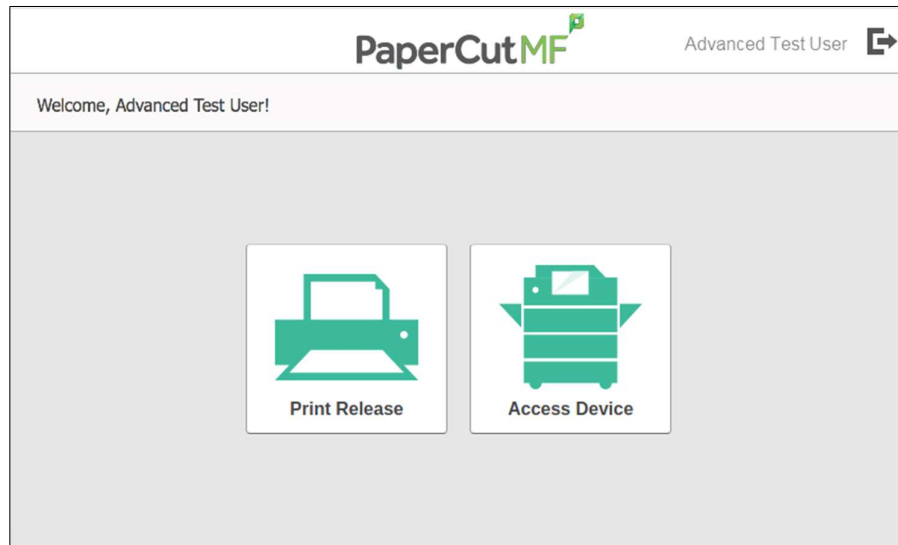 PaperCutMF
Advanced Test User
Welcome, Advanced Test User!
Print Release
Access Device